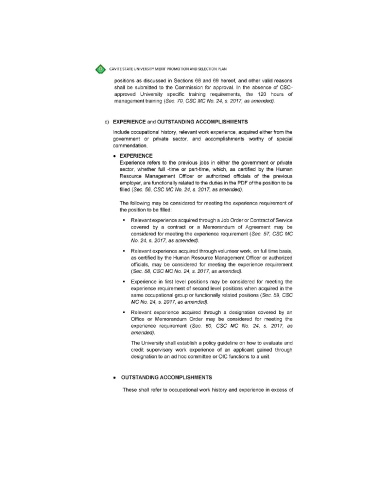 CAVITE STATE UNIVERSITY MERIT PROMOTION AND SELECTION PLAN
positions as discussed in Sections 68 and 69 hereof, and other valid reasons
shall be submitted to the Commission for approval. In the absence of CSC-
approved University specific training requirements, the 120 hours of
management training (Sec. 70, CSC MC No. 24, s. 2017, as amended).
c) EXPERIENCE and OUTSTANDING ACCOMPLISHMENTS
Include occupational history, relevant work experience, acquired either from the
government or private sector, and accomplishments worthy of special
commendation.
● EXPERIENCE
Experience refers to the previous jobs in either the government or private
sector, whether full -time or part-time, which, as certified by the Human
Resource Management Officer or authorized officials of the previous
employer, are functionally related to the duties in the PDF of the position to be
filled (Sec. 56, CSC MC No. 24, s. 2017, as amended).
The following may be considered for meeting the experience requirement of
the position to be filled:
▪ Relevant experience acquired through a Job Order or Contract of Service
covered by a contract or a Memorandum of Agreement may be
considered for meeting the experience requirement (Sec. 57, CSC MC
No. 24, s. 2017, as amended).
▪ Relevant experience acquired through volunteer work, on full time basis,
as certified by the Human Resource Management Officer or authorized
officials, may be considered for meeting the experience requirement
(Sec. 58, CSC MC No. 24, s. 2017, as amended).
▪ Experience in first level positions may be considered for meeting the
experience requirement of second level positions when acquired in the
same occupational group or functionally related positions (Sec. 59, CSC
MC No. 24, s. 2017, as amended).
▪ Relevant experience acquired through a designation covered by an
Office or Memorandum Order may be considered for meeting the
experience requirement (Sec. 60, CSC MC No. 24, s. 2017, as
amended).
The University shall establish a policy guideline on how to evaluate and
credit supervisory work experience of an applicant gained through
designation to an ad hoc committee or OIC functions to a unit.
● OUTSTANDING ACCOMPLISHMENTS
These shall refer to occupational work history and experience in excess of